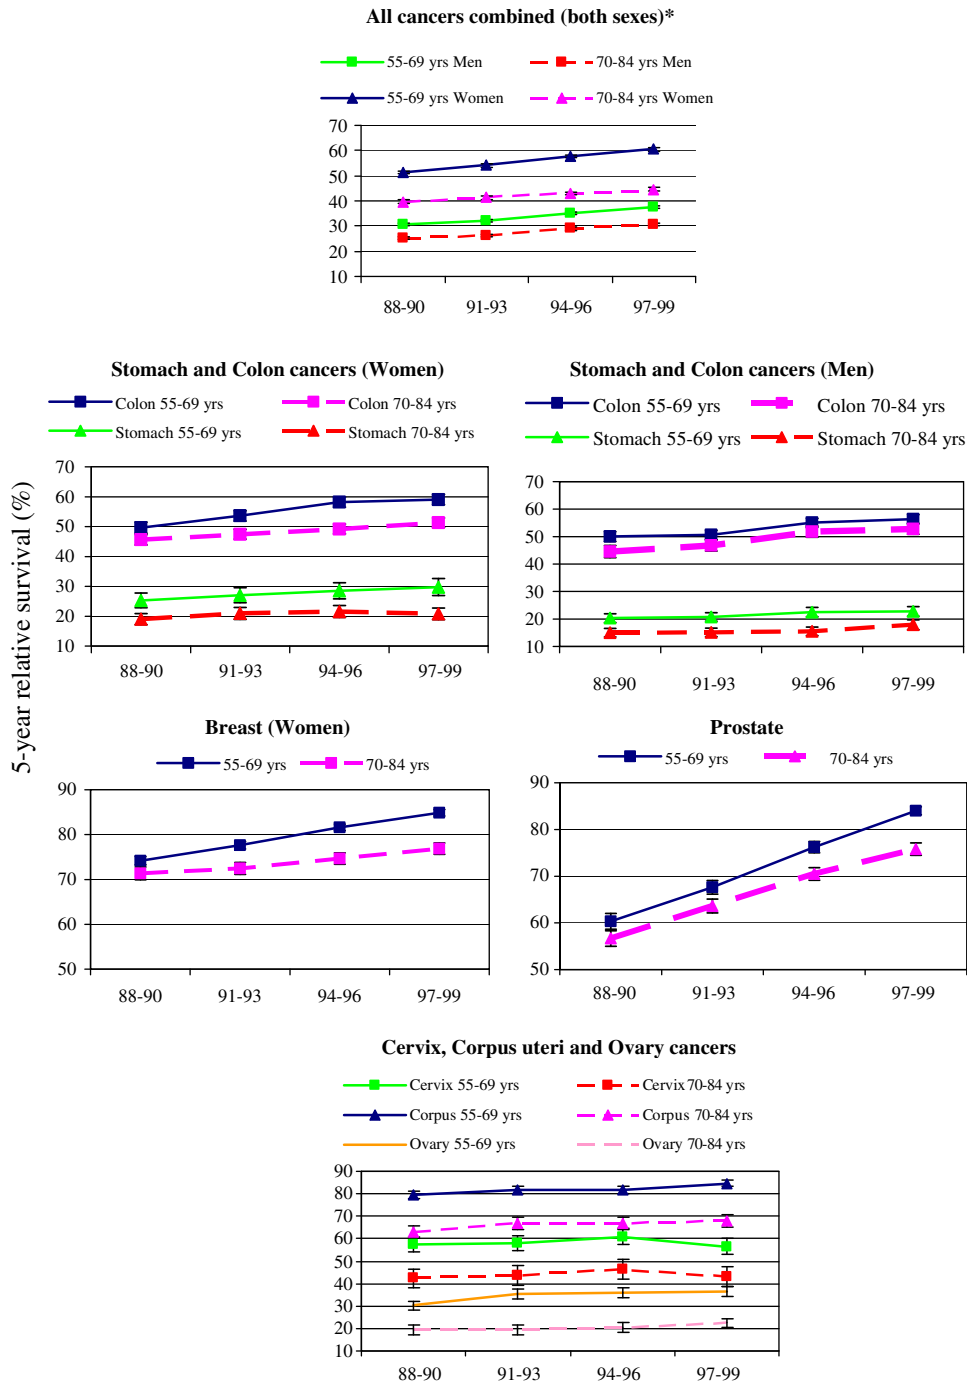 All cancers combined (both sexes)*
55-69 yrs Men 70-84 yrs Men
55-69 yrs Women 70-84 yrs Women
70
60
50
40
30
20
10
88-90 91-93 94-96 97-99
5-year relative survival (%)
Stomach and Colon cancers (Women)
Colon 55-69 yrs Colon 70-84 yrs
Stomach 55-69 yrs Stomach 70-84 yrs
70
60
50
40
30
20
10
88-90 91-93 94-96 97-99
Stomach and Colon cancers (Men)
Colon 55-69 yrs Colon 70-84 yrs
Stomach 55-69 yrs Stomach 70-84 yrs
70
60
50
40
30
20
10
88-90 91-93 94-96 97-99
Breast (Women)
55-69 yrs 70-84 yrs
90
80
70
60
50
88-90 91-93 94-96 97-99
Prostate
55-69 yrs 70-84 yrs
90
80
70
60
50
88-90 91-93 94-96 97-99
Cervix, Corpus uteri and Ovary cancers
Cervix 55-69 yrs Cervix70-84 yrs
Corpus 55-69 yrs Corpus 70-84 yrs
Ovary 55-69 yrs Ovary 70-84 yrs
90
80
70
60
50
40
30
20
10
88-90 91-93 94-96 97-99